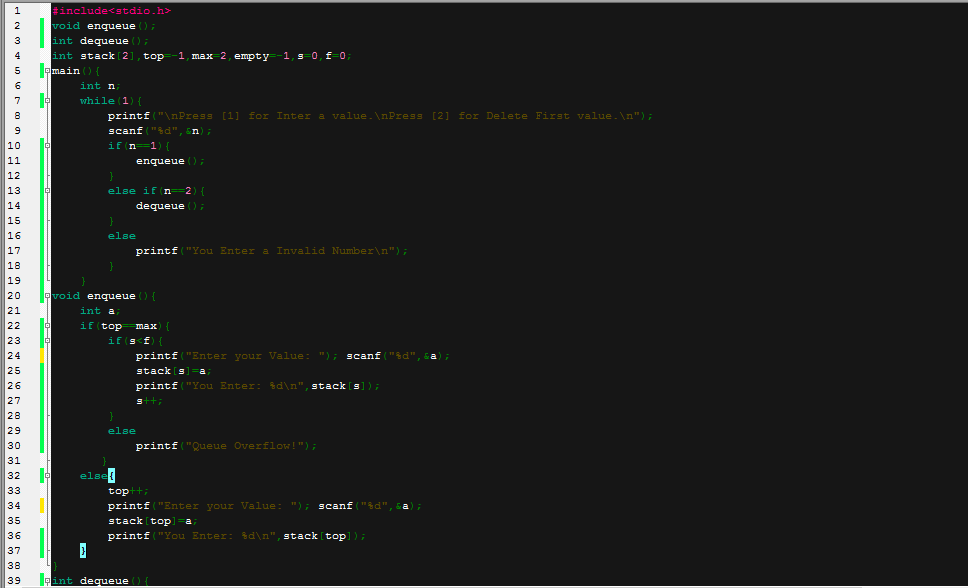 1 #include<stdio.h>
2 void enqueue();
3 int dequeue();
4 int stack[2],top=-1,max=2,empty=-1,s=0,f=0;
5 main(){
6 int n;
7 while(1){
8 printf("\nPress [1] for Inter a value.\nPress [2] for Delete First value.\n");
9 scanf("%d",&n);
10 if(n==1){
11 enqueue();
12 }
13 else if(n==2){
14 dequeue();
15 }
16 else
17 printf("You Enter a Invalid Number\n");
18 }
19 }
20 void enqueue(){
21 int a;
22 if(top==max){
23 if(s<f){
24 printf("Enter your Value: "); scanf("%d",&a);
25 stack[s]=a;
26 printf("You Enter: %d\n",stack[s]);
27 s++;
28 }
29 else
30 printf("Queue Overflow!");
31 }
32 else{
33 top++;
34 printf("Enter your Value: "); scanf("%d",&a);
35 stack[top]=a;
36 printf("You Enter: %d\n",stack[top]);
37 }
38 }
39 int dequeue(){